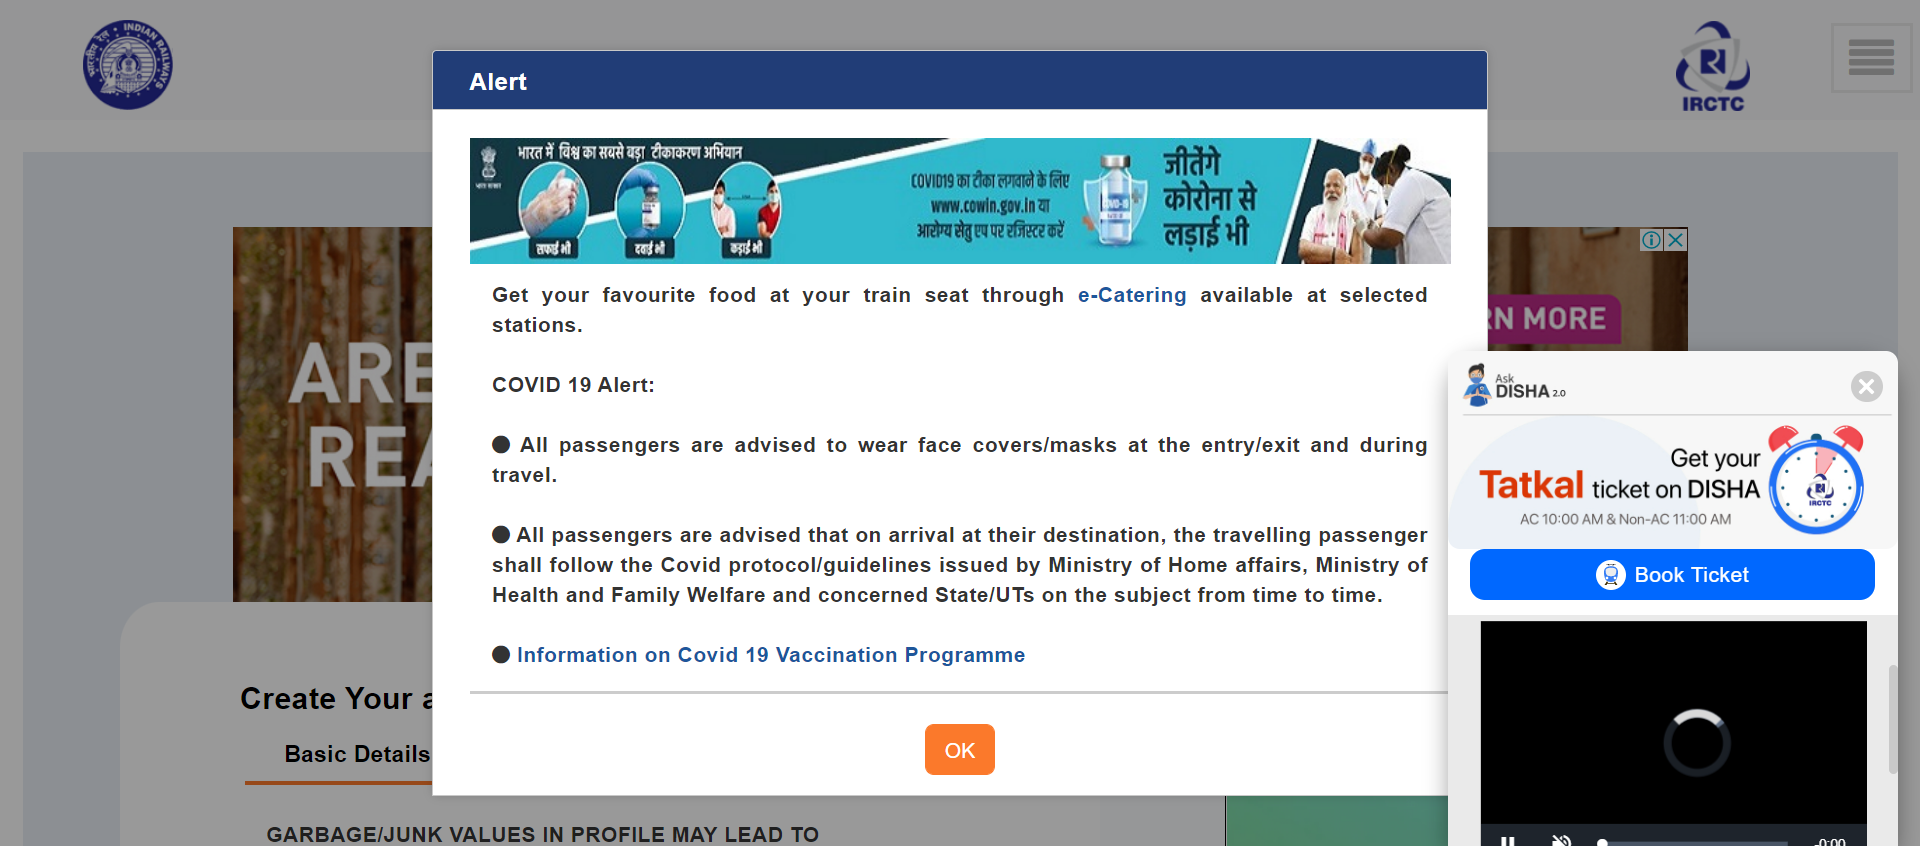 भारतीय रेल INDIAN RAILWAYS
IRCTC
Alert
भारत में विश्व का सबसे बड़ा टीकाकरण अभियान
भारत सरकार
सफाई भी
दवाई भी
कड़ाई भी
COVID19 का टीका लगवाने के लिए
www.cowin.gov.in या
आरोग्य सेतु एप पर रजिस्टर करें
जीतेंगे
कोरोना से
लड़ाई भी
Get your favourite food at your train seat through e-Catering available at selected
stations.
COVID 19 Alert:
● All passengers are advised to wear face covers/masks at the entry/exit and during
travel.
● All passengers are advised that on arrival at their destination, the travelling passenger
shall follow the Covid protocol/guidelines issued by Ministry of Home affairs, Ministry of
Health and Family Welfare and concerned State/UTs on the subject from time to time.
● Information on Covid 19 Vaccination Programme
OK
ARE
REA
RN MORE
Ask
DISHA 2.0
Get your
Tatkal ticket on DISHA
IRCTC
AC 10:00 AM & Non-AC 11:00 AM
Book Ticket
-0:00
Create Your a
Basic Details
GARBAGE/JUNK VALUES IN PROFILE MAY LEAD TO